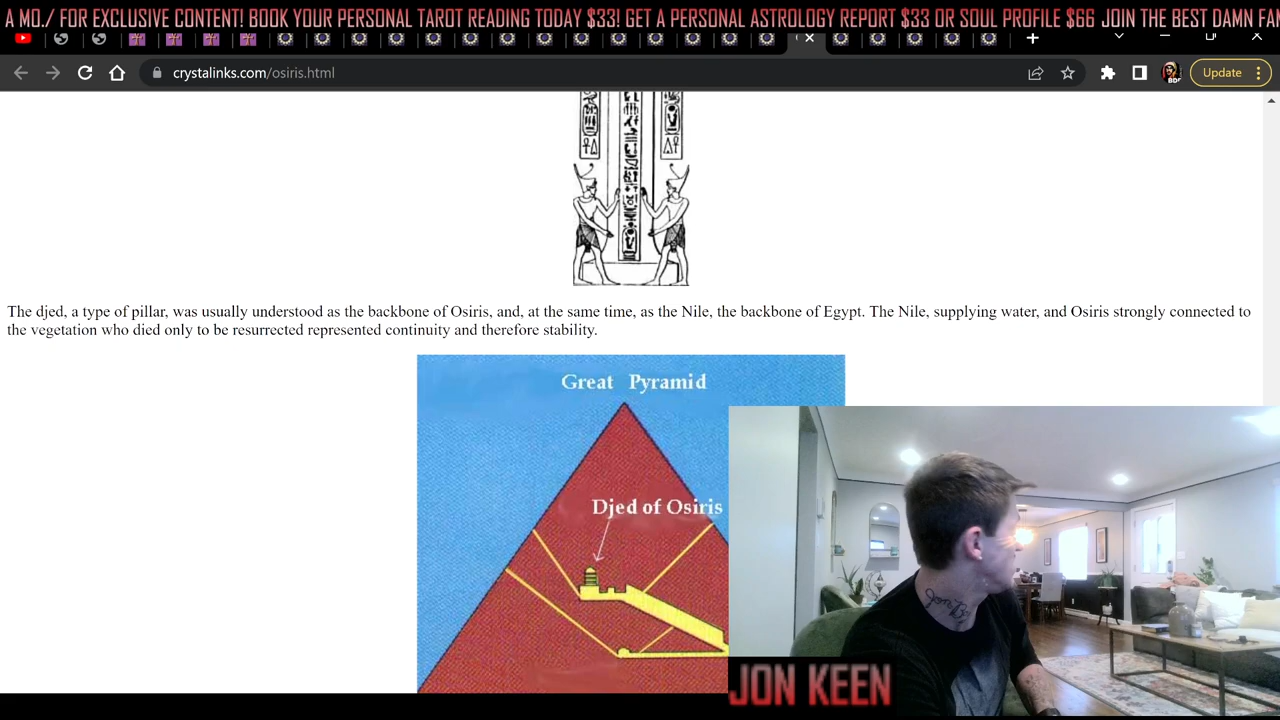 A MO./ FOR EXCLUSIVE CONTENT! BOOK YOUR PERSONAL TAROT READING TODAY $33! GET A PERSONAL ASTROLOGY REPORT $33 OR SOUL PROFILE $66 JOIN THE BEST DAMN FA
crystalinks.com/osiris.html
Update
The djed, a type of pillar, was usually understood as the backbone of Osiris, and, at the same time, as the Nile, the backbone of Egypt. The Nile, supplying water, and Osiris strongly connected to
the vegetation who died only to be resurrected represented continuity and therefore stability.
Great Pyramid
Djed of Osiris
JON KEEN